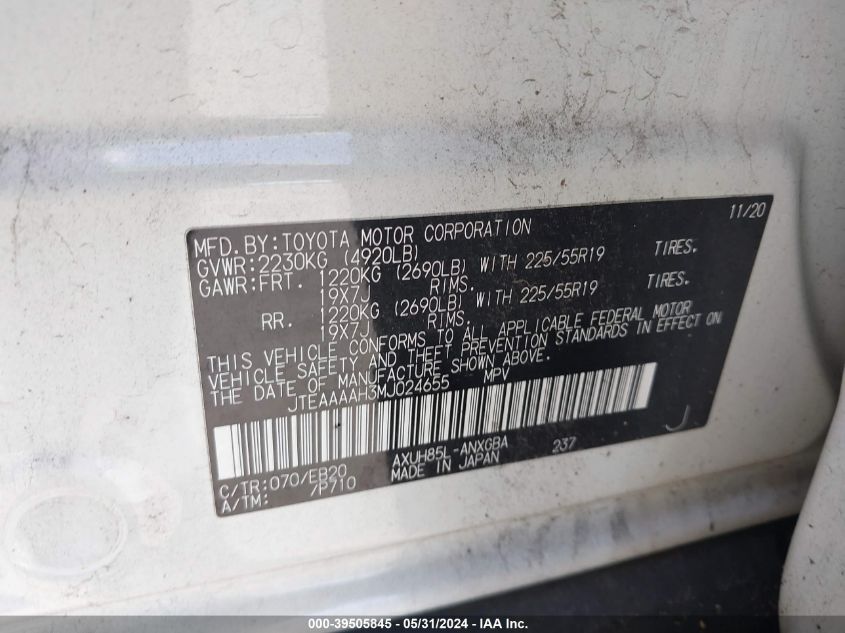 11/20
MFD. BY:TOYOTA MOTOR CORPORATION
GVWR:2230KG (4920LB)
GAWR:FRT. 1220KG (2690LB) WITH 225/55R19 TIRES.
19X7J RIMS.
RR. 1220KG (2690LB) WITH 225/55R19 TIRES.
19X7J RIMS.
THIS VEHICLE CONFORMS TO ALL APPLICABLE FEDERAL MOTOR
VEHICLE SAFETY AND THEFT PREVENTION STANDARDS IN EFFECT ON
THE DATE OF MANUFACTURE SHOWN ABOVE.
JTEAAAAH3MJ024655 MPV
J
C/TR:070/EB20 AXUH85L-ANXGBA 237
A/TM: /P710 MADE IN JAPAN
000-39505845 - 05/31/2024 - IAA Inc.